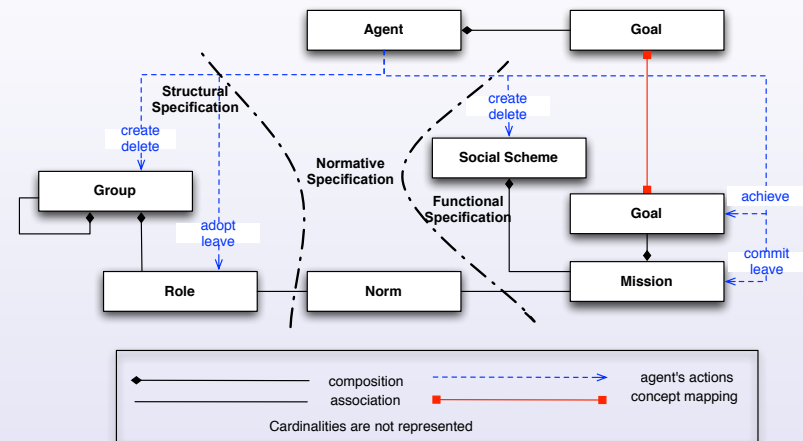 Agent
Goal
Structural
Specification
create
delete
create
delete
Normative
Specification
Social Scheme
Group
Functional
Specification
achieve
Goal
adopt
leave
commit
leave
Role
Norm
Mission
composition
agent's actions
association
concept mapping
Cardinalities are not represented